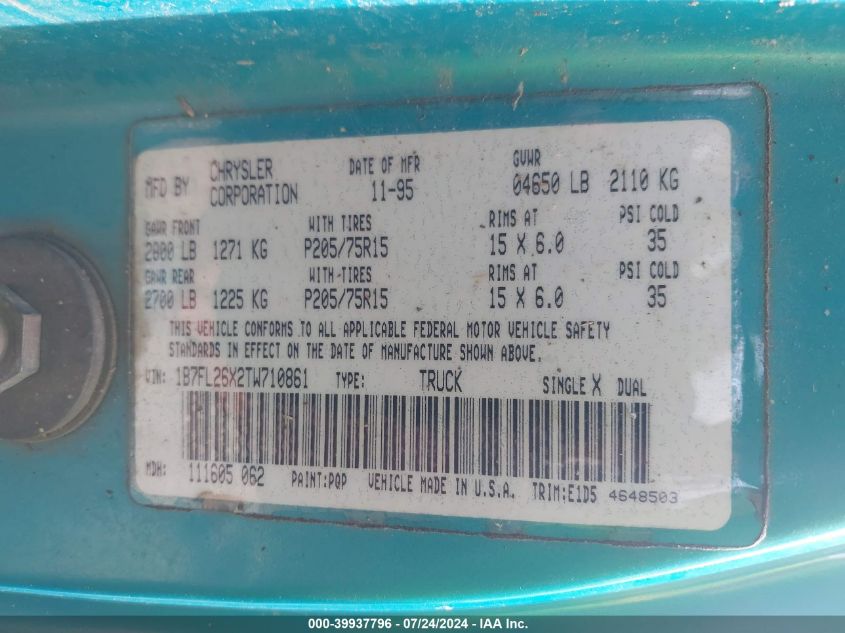 MFD BY CHRYSLER CORPORATION DATE OF MFR 11-95 GVWR 04650 LB 2110 KG
GAWR FRONT WITH TIRES RIMS AT PSI COLD
2800 LB 1271 KG P205/75R15 15 X 6.0 35
GAWR REAR WITH TIRES RIMS AT PSI COLD
2700 LB 1225 KG P205/75R15 15 X 6.0 35
THIS VEHICLE CONFORMS TO ALL APPLICABLE FEDERAL MOTOR VEHICLE SAFETY
STANDARDS IN EFFECT ON THE DATE OF MANUFACTURE SHOWN ABOVE.
VIN: 1B7FL26X2TW710861 TYPE: TRUCK SINGLE X DUAL
MDH: 111605 062 PAINT:PQP VEHICLE MADE IN U.S.A. TRIM:E1D5 4648503
000-39937796 - 07/24/2024 - IAA Inc.